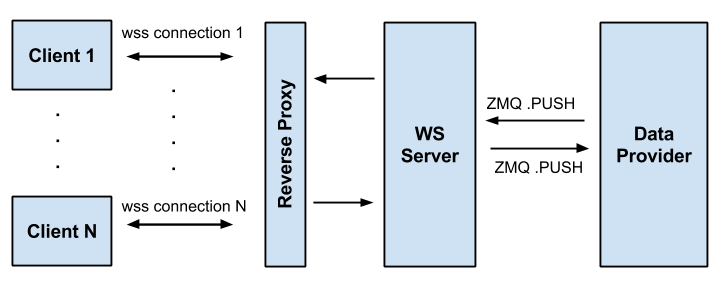 Client 1
wss connection 1
Client N
wss connection N
Reverse Proxy
WS
Server
ZMQ .PUSH
ZMQ .PUSH
Data
Provider